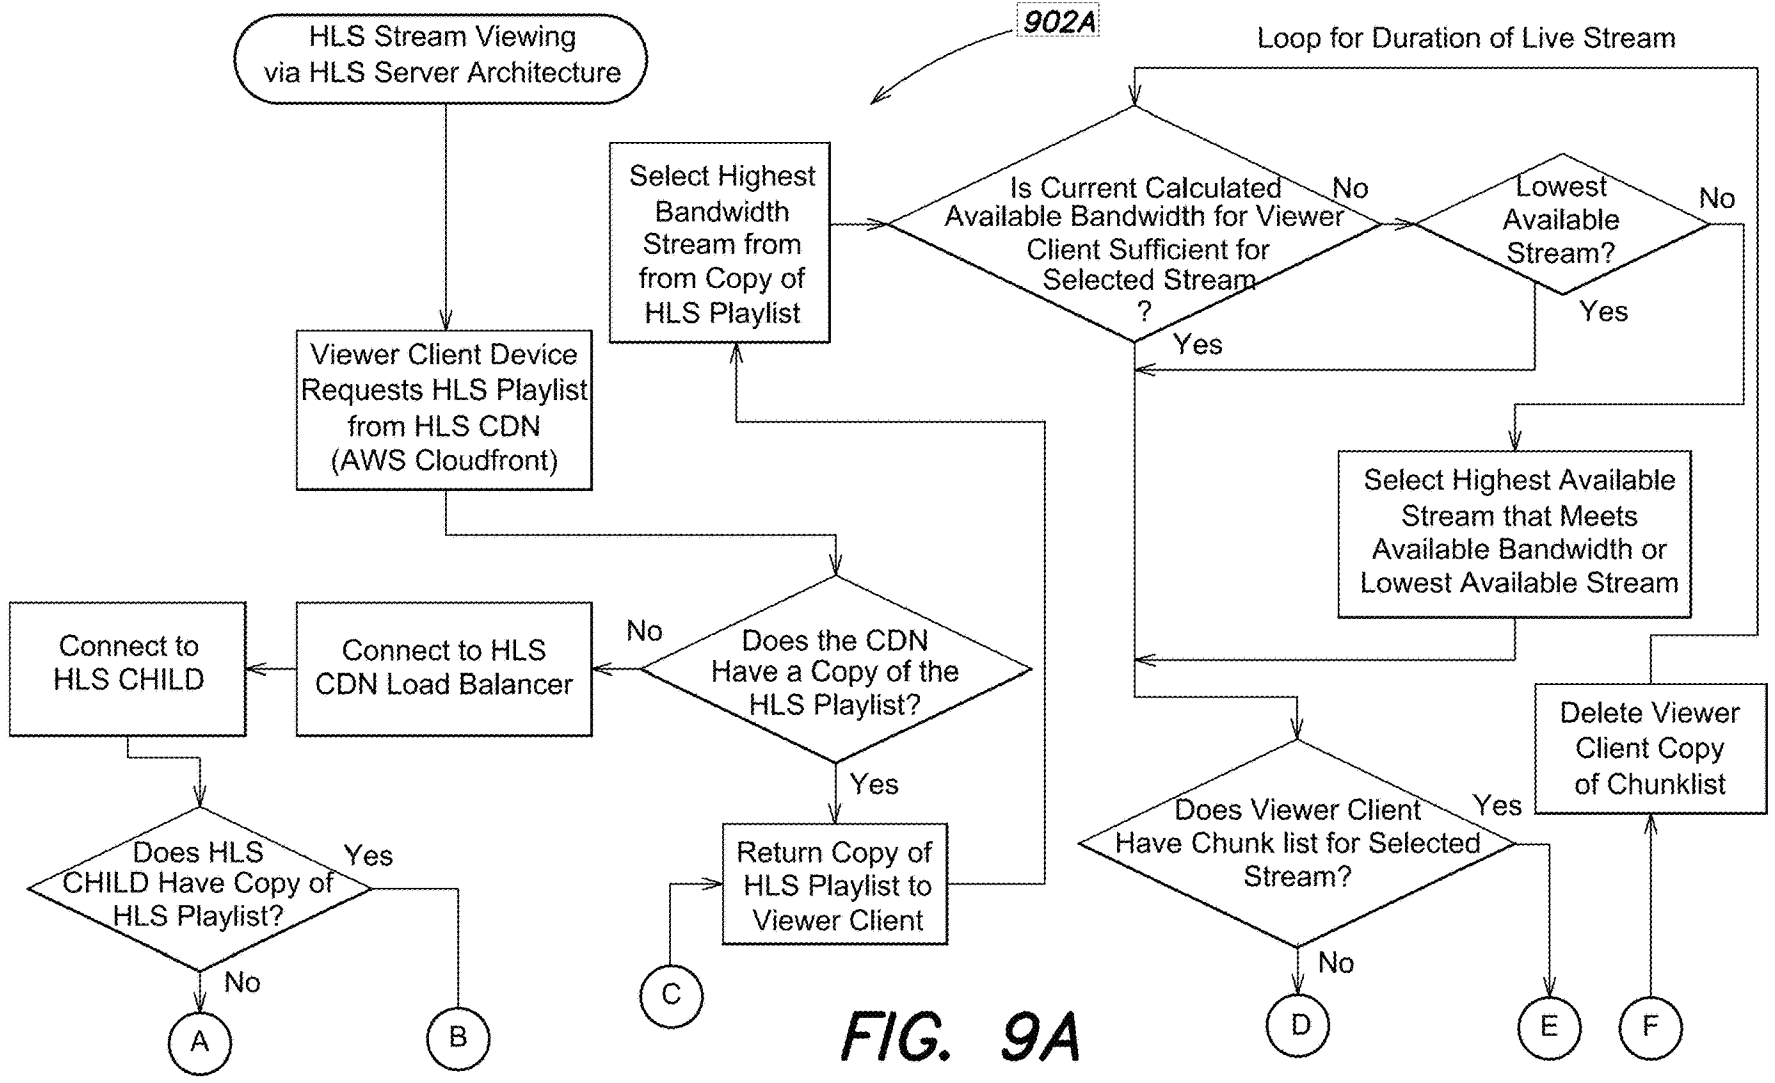 HLS Stream Viewing
via HLS Server Architecture
902A
Loop for Duration of Live Stream
Select Highest
Bandwidth
Stream from
from Copy of
HLS Playlist
Is Current Calculated
Available Bandwidth for Viewer
Client Sufficient for
Selected Stream
?
No
Yes
Lowest
Available
Stream?
No
Yes
Viewer Client Device
Requests HLS Playlist
from HLS CDN
(AWS Cloudfront)
Select Highest Available
Stream that Meets
Available Bandwidth or
Lowest Available Stream
Connect to
HLS CHILD
Connect to HLS
CDN Load Balancer
No
Does the CDN
Have a Copy of the
HLS Playlist?
Yes
Delete Viewer
Client Copy
of Chunklist
Does HLS
CHILD Have Copy of
HLS Playlist?
Yes
No
Return Copy of
HLS Playlist to
Viewer Client
Does Viewer Client
Have Chunk list for Selected
Stream?
Yes
No
A
B
C
D
E
F
FIG. 9A